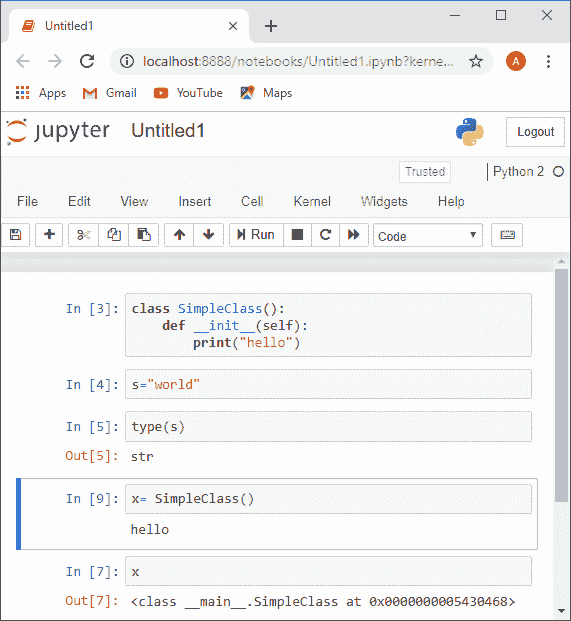 Untitled1
localhost:8888/notebooks/Untitled1.ipynb?kerne...
A
Apps Gmail YouTube Maps
jupyter Untitled1
Logout
Trusted
Python 2
File Edit View Insert Cell Kernel Widgets Help
Run
Code
In [3]: class SimpleClass():
def __init__(self):
print("hello")
In [4]: s="world"
In [5]: type(s)
Out[5]: str
In [9]: x= SimpleClass()
hello
In [7]: x
Out[7]: <class __main__.SimpleClass at 0x0000000005430468>